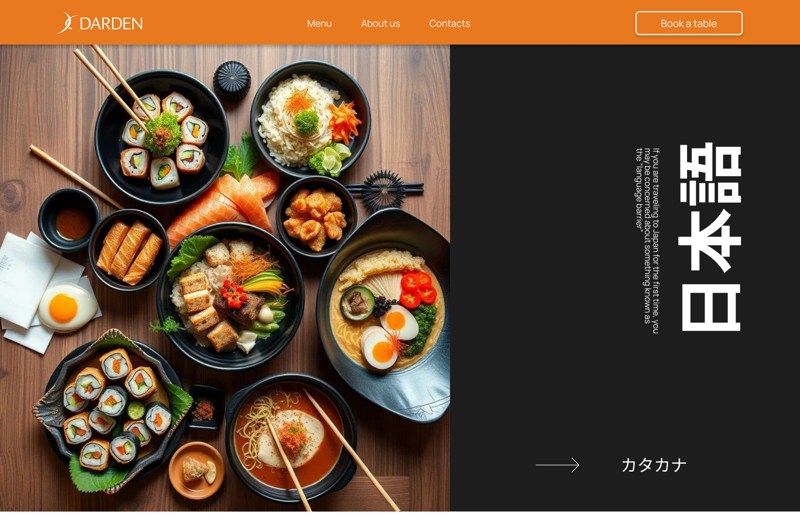 DARDEN
Menu
About us
Contacts
Book a table
日本語
If you are traveling to Japan for the first time, you
may be concerned about something known as
the "language barrier"
カタカナ